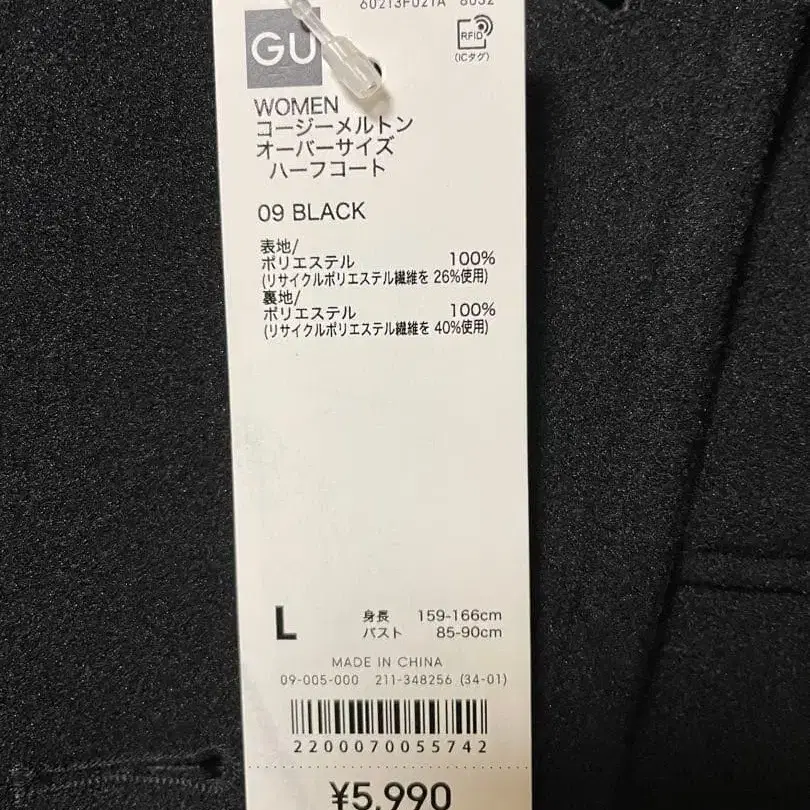 60213F021A 8032
GU
RFID
(ICタグ)
WOMEN
コージーメルトン
オーバーサイズ
ハーフコート
09 BLACK
表地/
ポリエステル 100%
(リサイクルポリエステル繊維を 26%使用)
裏地/
ポリエステル 100%
(リサイクルポリエステル繊維を 40%使用)
L
身長 159-166cm
バスト 85-90cm
MADE IN CHINA
09-005-000 211-348256 (34-01)
2200070055742
¥5,990